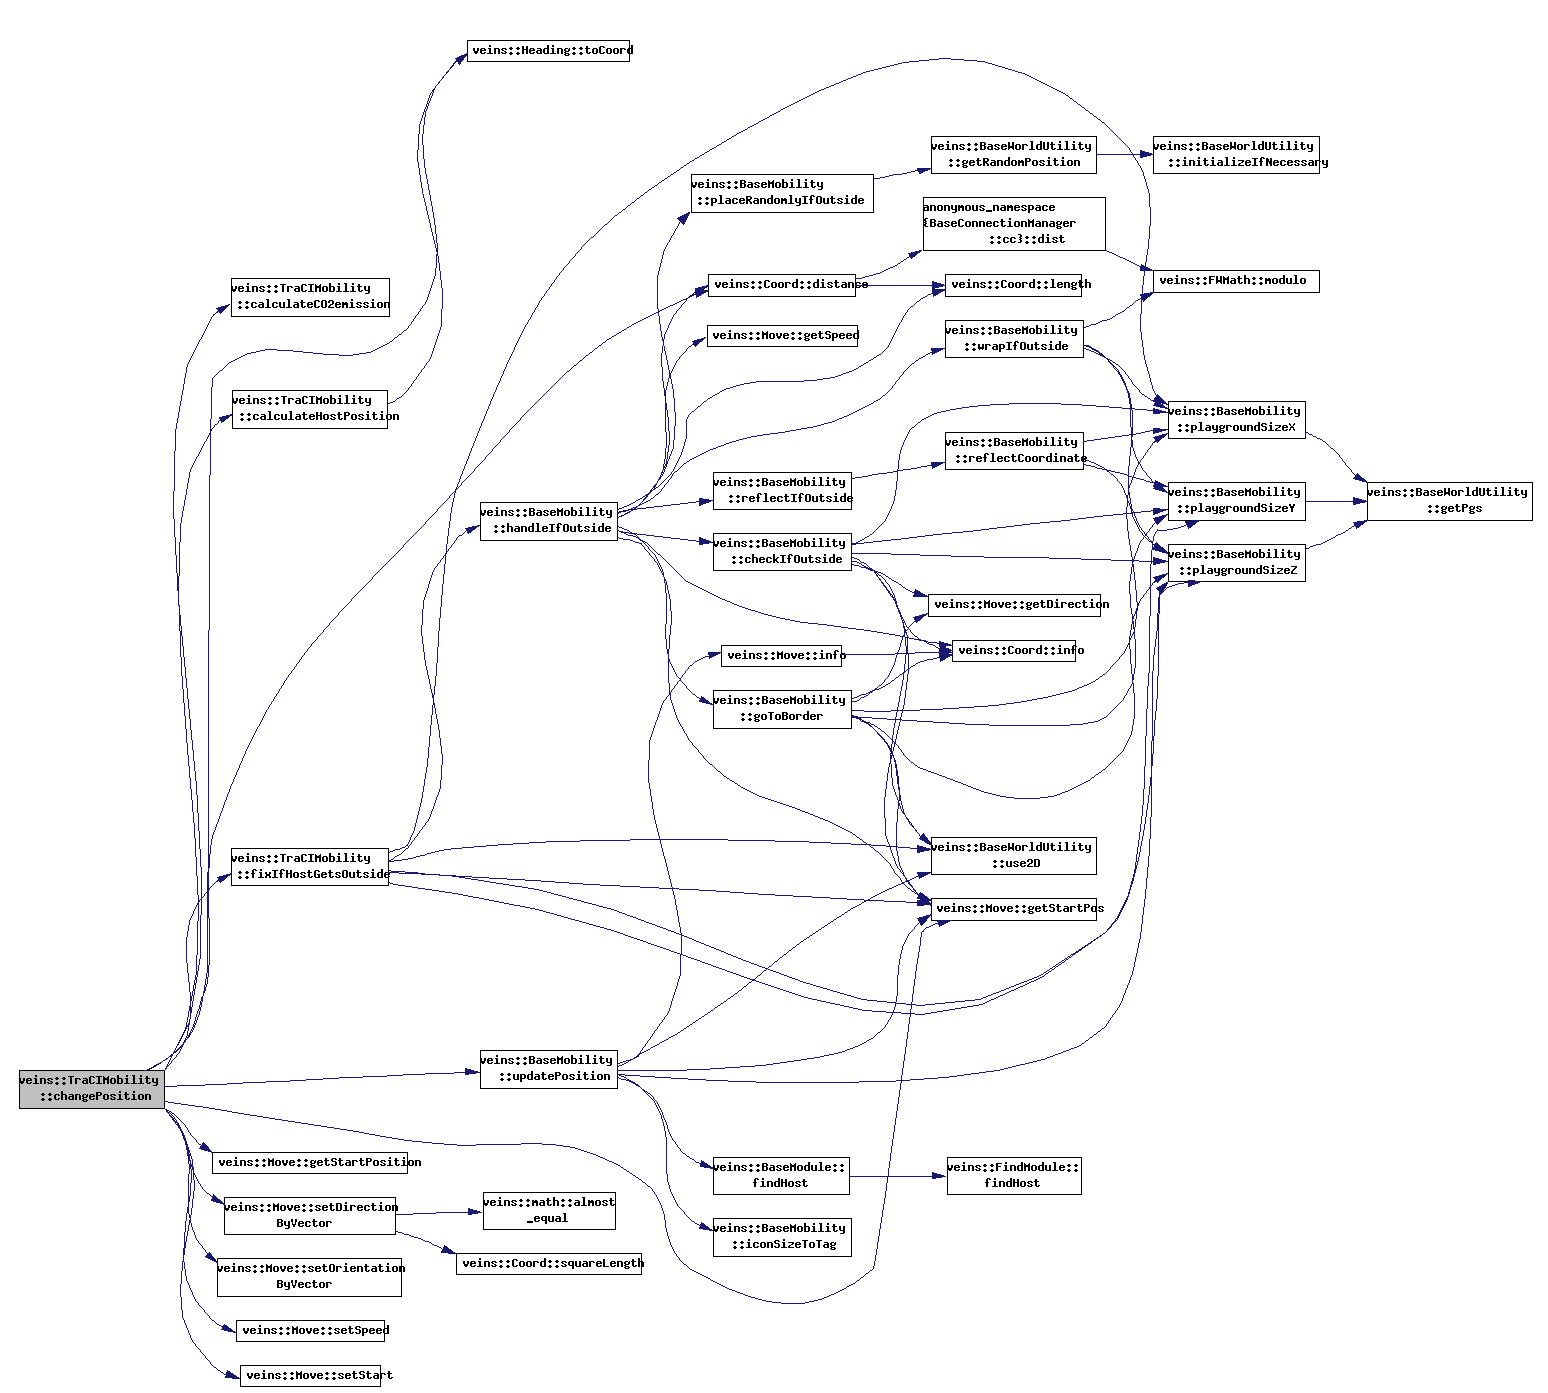 veins::Heading::toCoord
veins::BaseWorldUtility
::getRandomPosition
veins::BaseWorldUtility
::initializeIfNecessary
veins::BaseMobility
::placeRandomlyIfOutside
anonymous_namespace
{BaseConnectionManager
::cc}::dist
veins::TraCIMobility
::calculateCO2emission
veins::Coord::distance
veins::Coord::length
veins::FWMath::modulo
veins::Move::getSpeed
veins::BaseMobility
::wrapIfOutside
veins::TraCIMobility
::calculateHostPosition
veins::BaseMobility
::playgroundSizeX
veins::BaseMobility
::reflectCoordinate
veins::BaseMobility
::reflectIfOutside
veins::BaseMobility
::playgroundSizeY
veins::BaseWorldUtility
::getPgs
veins::BaseMobility
::handleIfOutside
veins::BaseMobility
::checkIfOutside
veins::BaseMobility
::playgroundSizeZ
veins::Move::getDirection
veins::Move::info
veins::Coord::info
veins::BaseMobility
::goToBorder
veins::TraCIMobility
::fixIfHostGetsOutside
veins::BaseWorldUtility
::use2D
veins::Move::getStartPos
veins::TraCIMobility
::changePosition
veins::BaseMobility
::updatePosition
veins::Move::getStartPosition
veins::BaseModule::
findHost
veins::FindModule::
findHost
veins::Move::setDirection
ByVector
veins::math::almost
_equal
veins::BaseMobility
::iconSizeToTag
veins::Coord::squareLength
veins::Move::setOrientation
ByVector
veins::Move::setSpeed
veins::Move::setStart